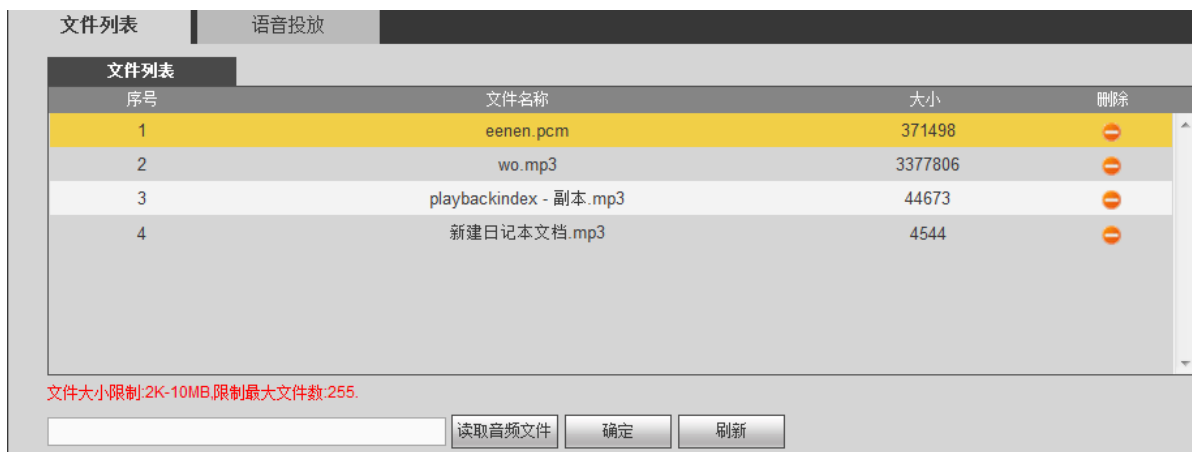 文件列表 语音投放
文件列表
序号 文件名称 大小 删除
1 eenen.pcm 371498
2 wo.mp3 3377806
3 playbackindex - 副本.mp3 44673
4 新建日记本文档.mp3 4544
文件大小限制:2K-10MB,限制最大文件数:255.
读取音频文件 确定 刷新